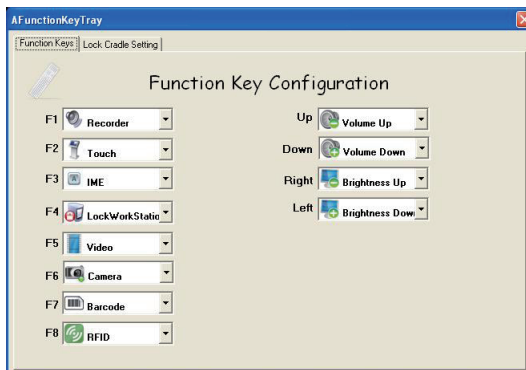 AFunctionKeyTray
Function Keys Lock Cradle Setting
Function Key Configuration
F1 Recorder
F2 Touch
F3 IME
F4 LockWorkStatio
F5 Video
F6 Camera
F7 Barcode
F8 RFID
Up Volume Up
Down Volume Down
Right Brightness Up
Left Brightness Dow